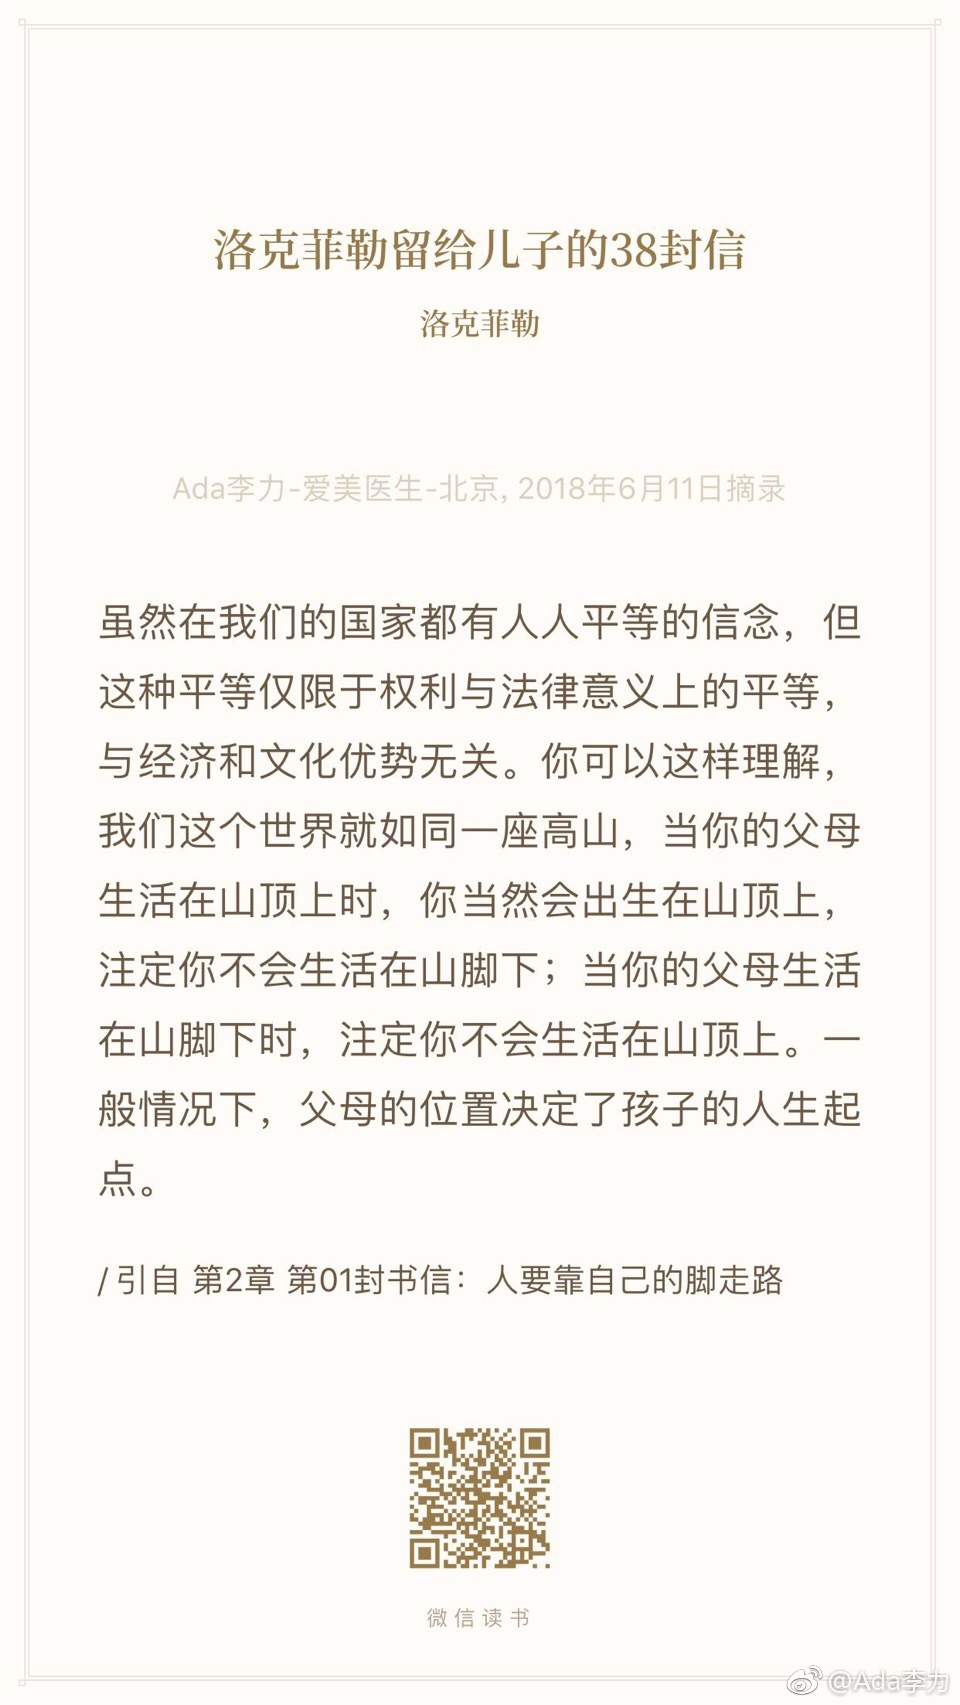 洛克菲勒留给儿子的38封信
洛克菲勒
Ada李力-爱美医生-北京, 2018年6月11日摘录
虽然在我们的国家都有人人平等的信念，但
这种平等仅限于权利与法律意义上的平等，
与经济和文化优势无关。你可以这样理解，
我们这个世界就如同一座高山，当你的父母
生活在山顶上时，你当然会出生在山顶上，
注定你不会生活在山脚下；当你的父母生活
在山脚下时，注定你不会生活在山顶上。一
般情况下，父母的位置决定了孩子的人生起
点。
/ 引自 第2章 第01封书信：人要靠自己的脚走路
微信读书
@Ada李力